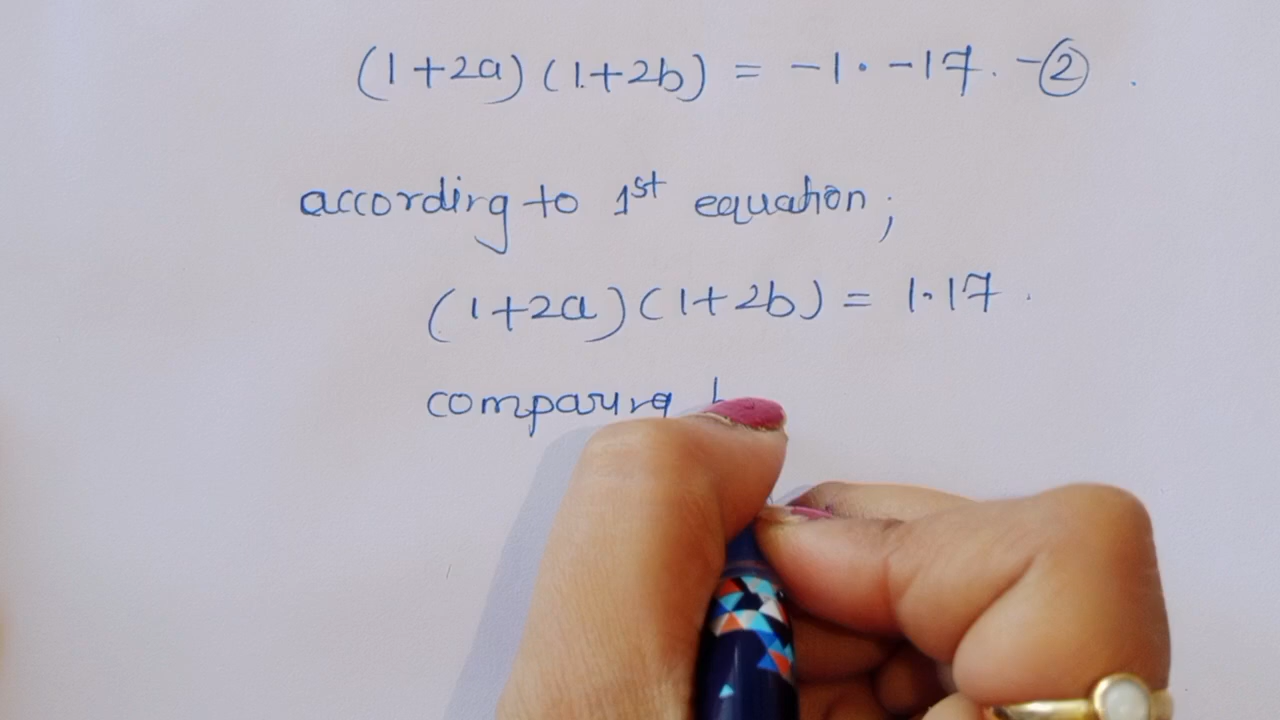 (1+2a)(1+2b) = -1·-17. -②.
according to 1st equation;
(1+2a)(1+2b) = 1·17.
comparing